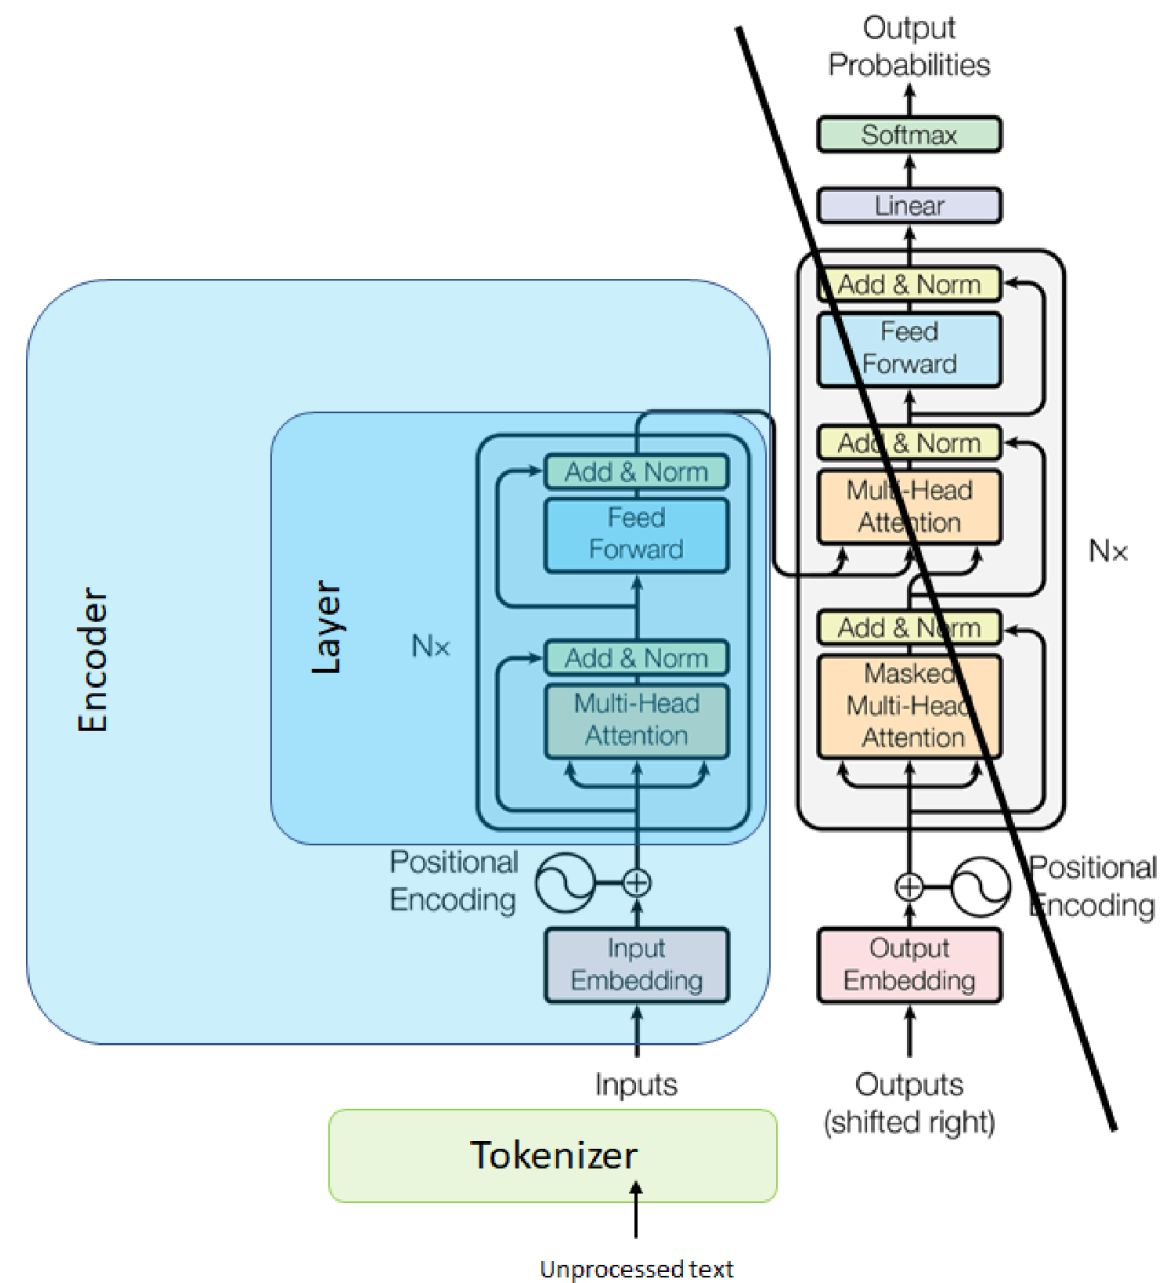 Output
Probabilities
Softmax
Linear
Add & Norm
Feed
Forward
Add & Norm
Multi-Head
Attention
Nx
Add & Norm
Masked
Multi-Head
Attention
Positional
Encoding
Output
Embedding
Outputs
(shifted right)
Encoder
Layer
Nx
Add & Norm
Feed
Forward
Add & Norm
Multi-Head
Attention
Positional
Encoding
Input
Embedding
Inputs
Tokenizer
Unprocessed text